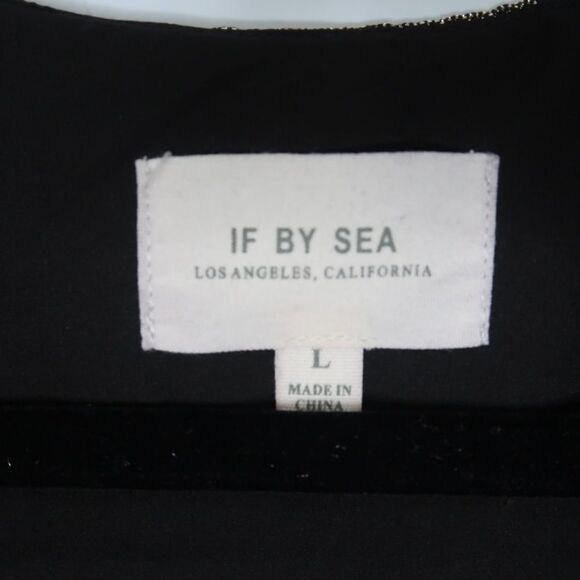 IF BY SEA
LOS ANGELES, CALIFORNIA
L
MADE IN
CHINA